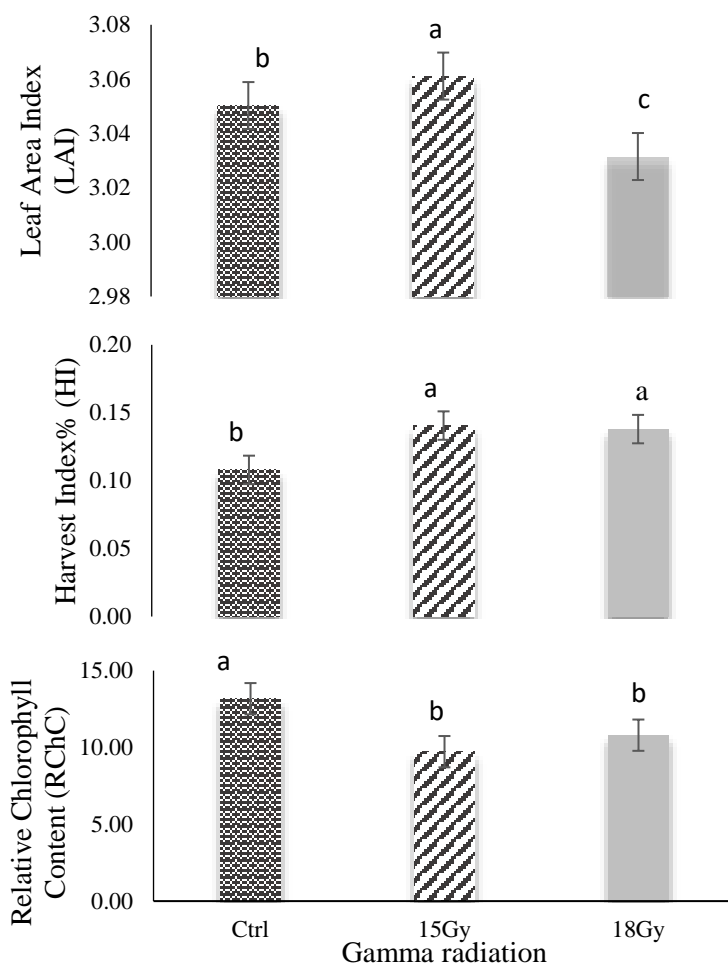 3.08
3.06
3.04
3.02
3.00
2.98
Leaf Area Index
(LAI)
b
a
c
0.20
0.15
0.10
0.05
0.00
Harvest Index% (HI)
b
a
a
15.00
10.00
5.00
0.00
Relative Chlorophyll
Content (RChC)
a
b
b
Ctrl 15Gy 18Gy
Gamma radiation